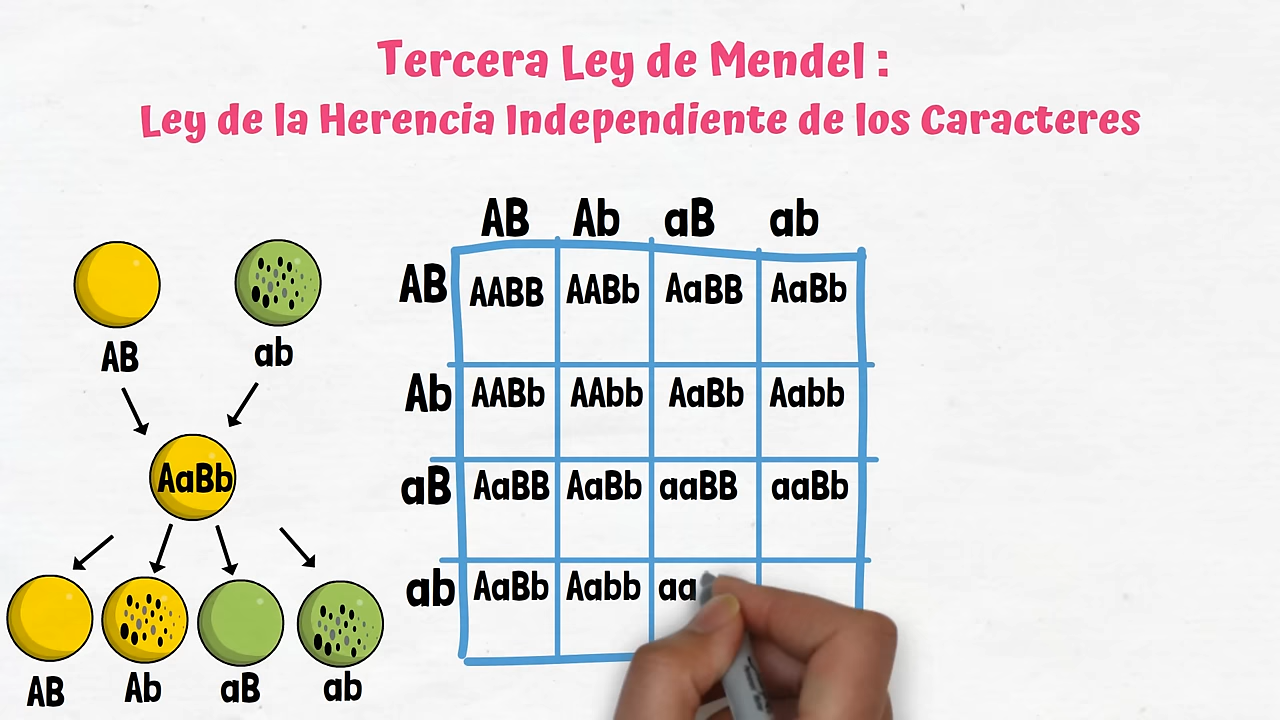 Tercera Ley de Mendel :
Ley de la Herencia Independiente de los Caracteres
AB ab
AaBb
AB Ab aB ab
AB Ab aB ab
AB AABB AABb AaBB AaBb
Ab AABb AAbb AaBb Aabb
aB AaBB AaBb aaBB aaBb
ab AaBb Aabb aa